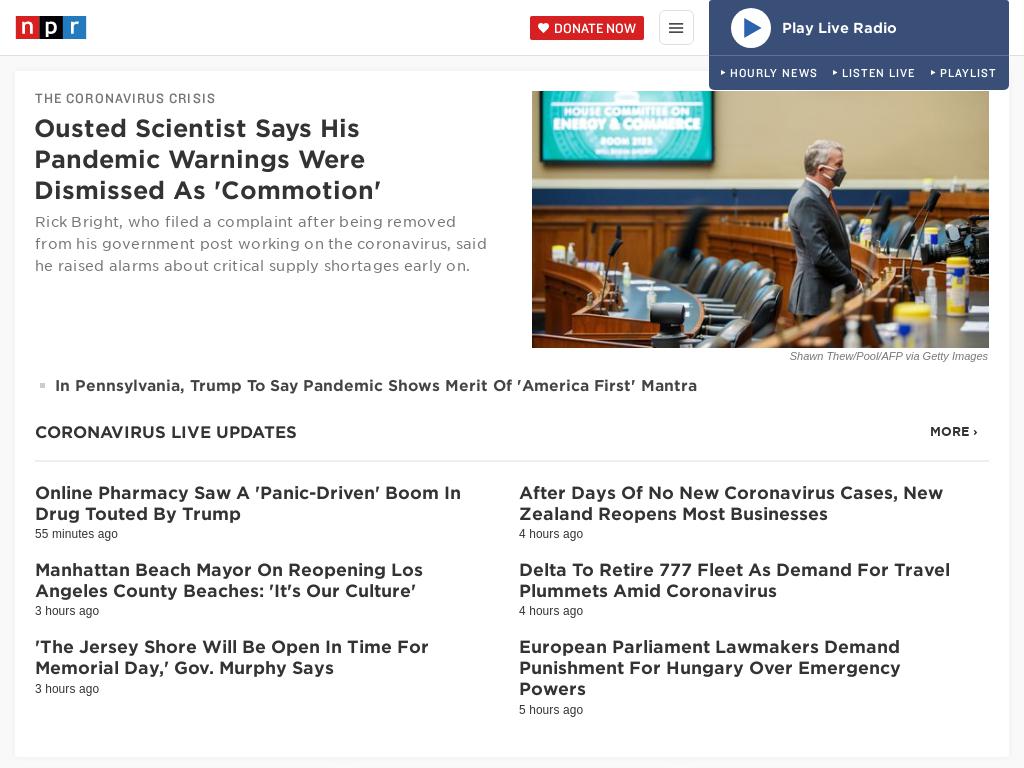 npr
DONATE NOW
Play Live Radio
HOURLY NEWS
LISTEN LIVE
PLAYLIST
THE CORONAVIRUS CRISIS
Ousted Scientist Says His
Pandemic Warnings Were
Dismissed As 'Commotion'
Rick Bright, who filed a complaint after being removed
from his government post working on the coronavirus, said
he raised alarms about critical supply shortages early on.
HOUSE COMMITTEE ON
ENERGY & COMMERCE
ROOM 2123
Shawn Thew/Pool/AFP via Getty Images
In Pennsylvania, Trump To Say Pandemic Shows Merit Of 'America First' Mantra
CORONAVIRUS LIVE UPDATES
MORE ›
Online Pharmacy Saw A 'Panic-Driven' Boom In
Drug Touted By Trump
55 minutes ago
After Days Of No New Coronavirus Cases, New
Zealand Reopens Most Businesses
4 hours ago
Manhattan Beach Mayor On Reopening Los
Angeles County Beaches: 'It's Our Culture'
3 hours ago
Delta To Retire 777 Fleet As Demand For Travel
Plummets Amid Coronavirus
4 hours ago
'The Jersey Shore Will Be Open In Time For
Memorial Day,' Gov. Murphy Says
3 hours ago
European Parliament Lawmakers Demand
Punishment For Hungary Over Emergency
Powers
5 hours ago